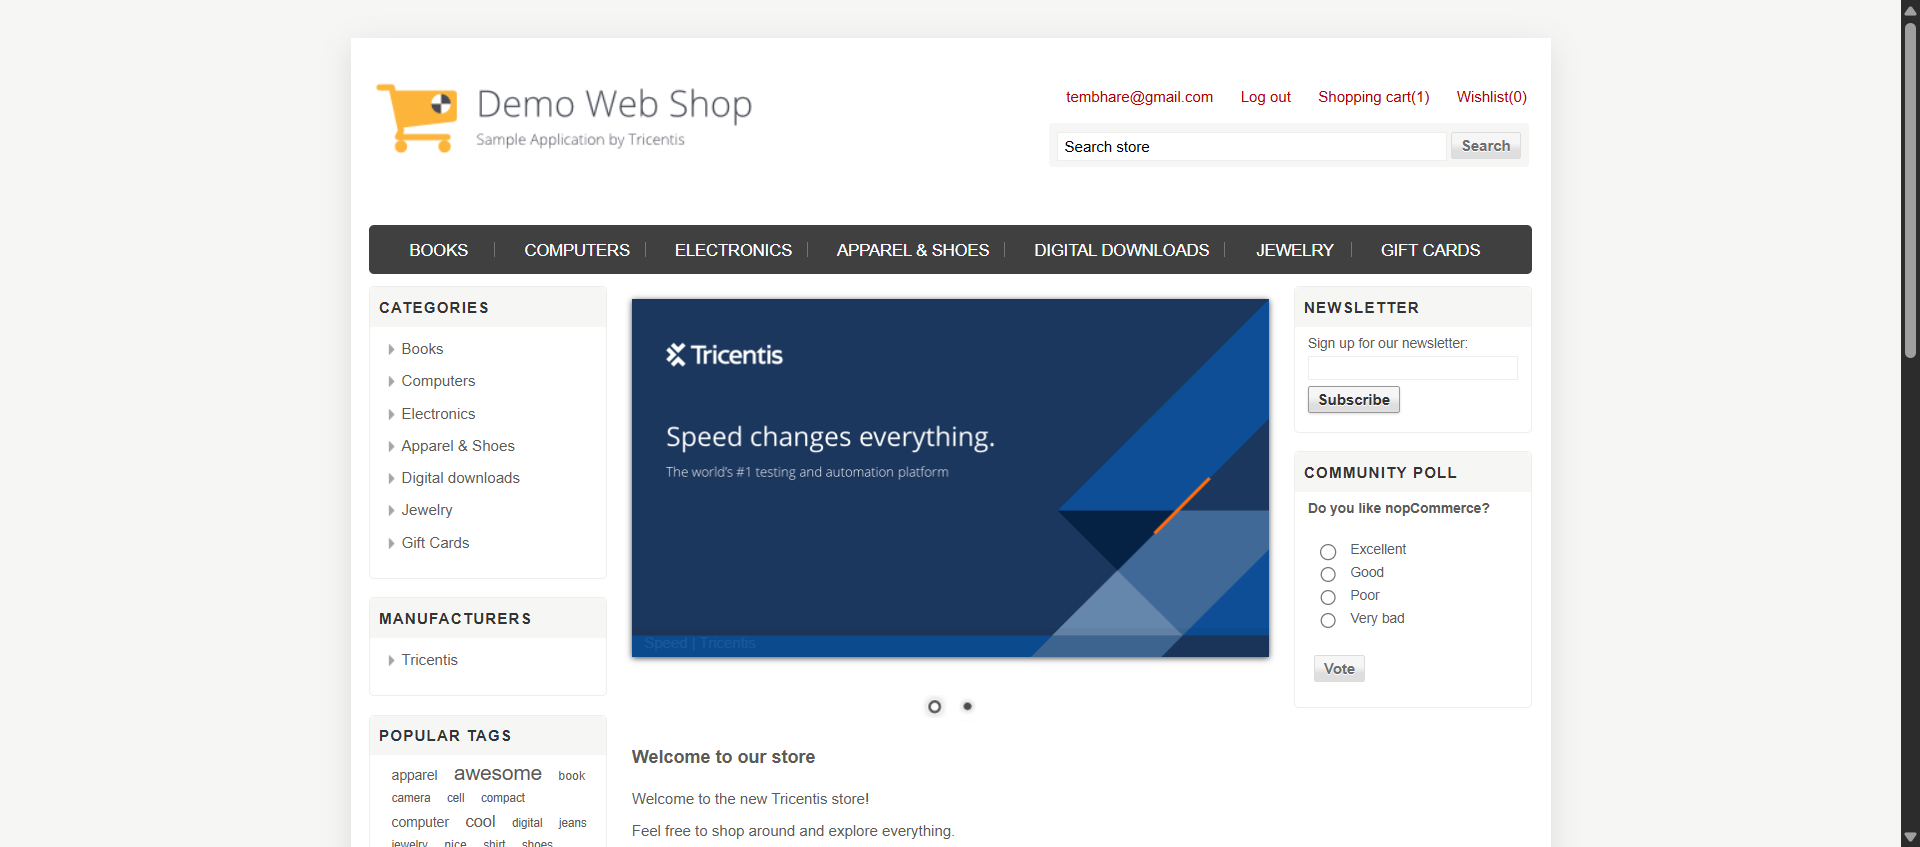 Demo Web Shop
Sample Application by Tricentis
tembhare@gmail.com Log out Shopping cart(1) Wishlist(0)
Search store Search
BOOKS COMPUTERS ELECTRONICS APPAREL & SHOES DIGITAL DOWNLOADS JEWELRY GIFT CARDS
CATEGORIES
Books
Computers
Electronics
Apparel & Shoes
Digital downloads
Jewelry
Gift Cards
MANUFACTURERS
Tricentis
POPULAR TAGS
apparel awesome book
camera cell compact
computer cool digital jeans
jewelry nice shirt shoes
Tricentis
Speed changes everything.
The world's #1 testing and automation platform
Speed | Tricentis
Welcome to our store
Welcome to the new Tricentis store!
Feel free to shop around and explore everything.
NEWSLETTER
Sign up for our newsletter:
Subscribe
COMMUNITY POLL
Do you like nopCommerce?
Excellent
Good
Poor
Very bad
Vote